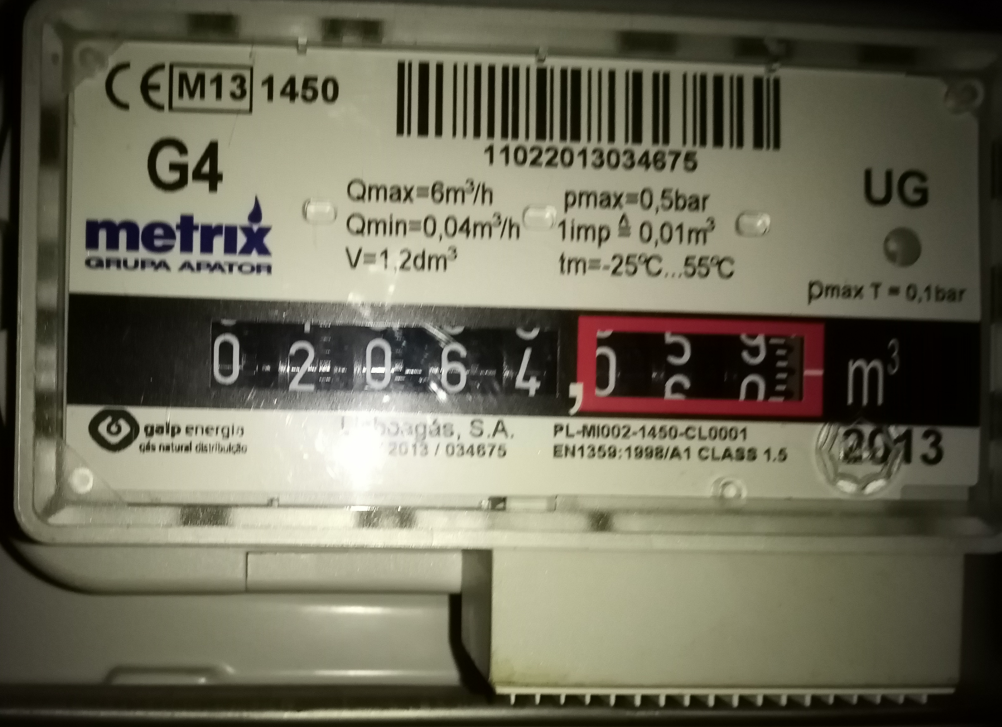 CE M13 1450
11022013034675
G4
UG
metrix
GRUPA APATOR
Qmax=6m³/h
Qmin=0,04m³/h
V=1,2dm³
pmax=0,5bar
1imp ≙ 0,01m³
tm=-25°C...55°C
pmax T = 0,1bar
0 2 0 6 4 , 0 m³
galp energia
gás natural distribuição
S.A.
2013 / 034675
PL-MI002-1450-CL0001
EN1359:1998/A1 CLASS 1.5
2013